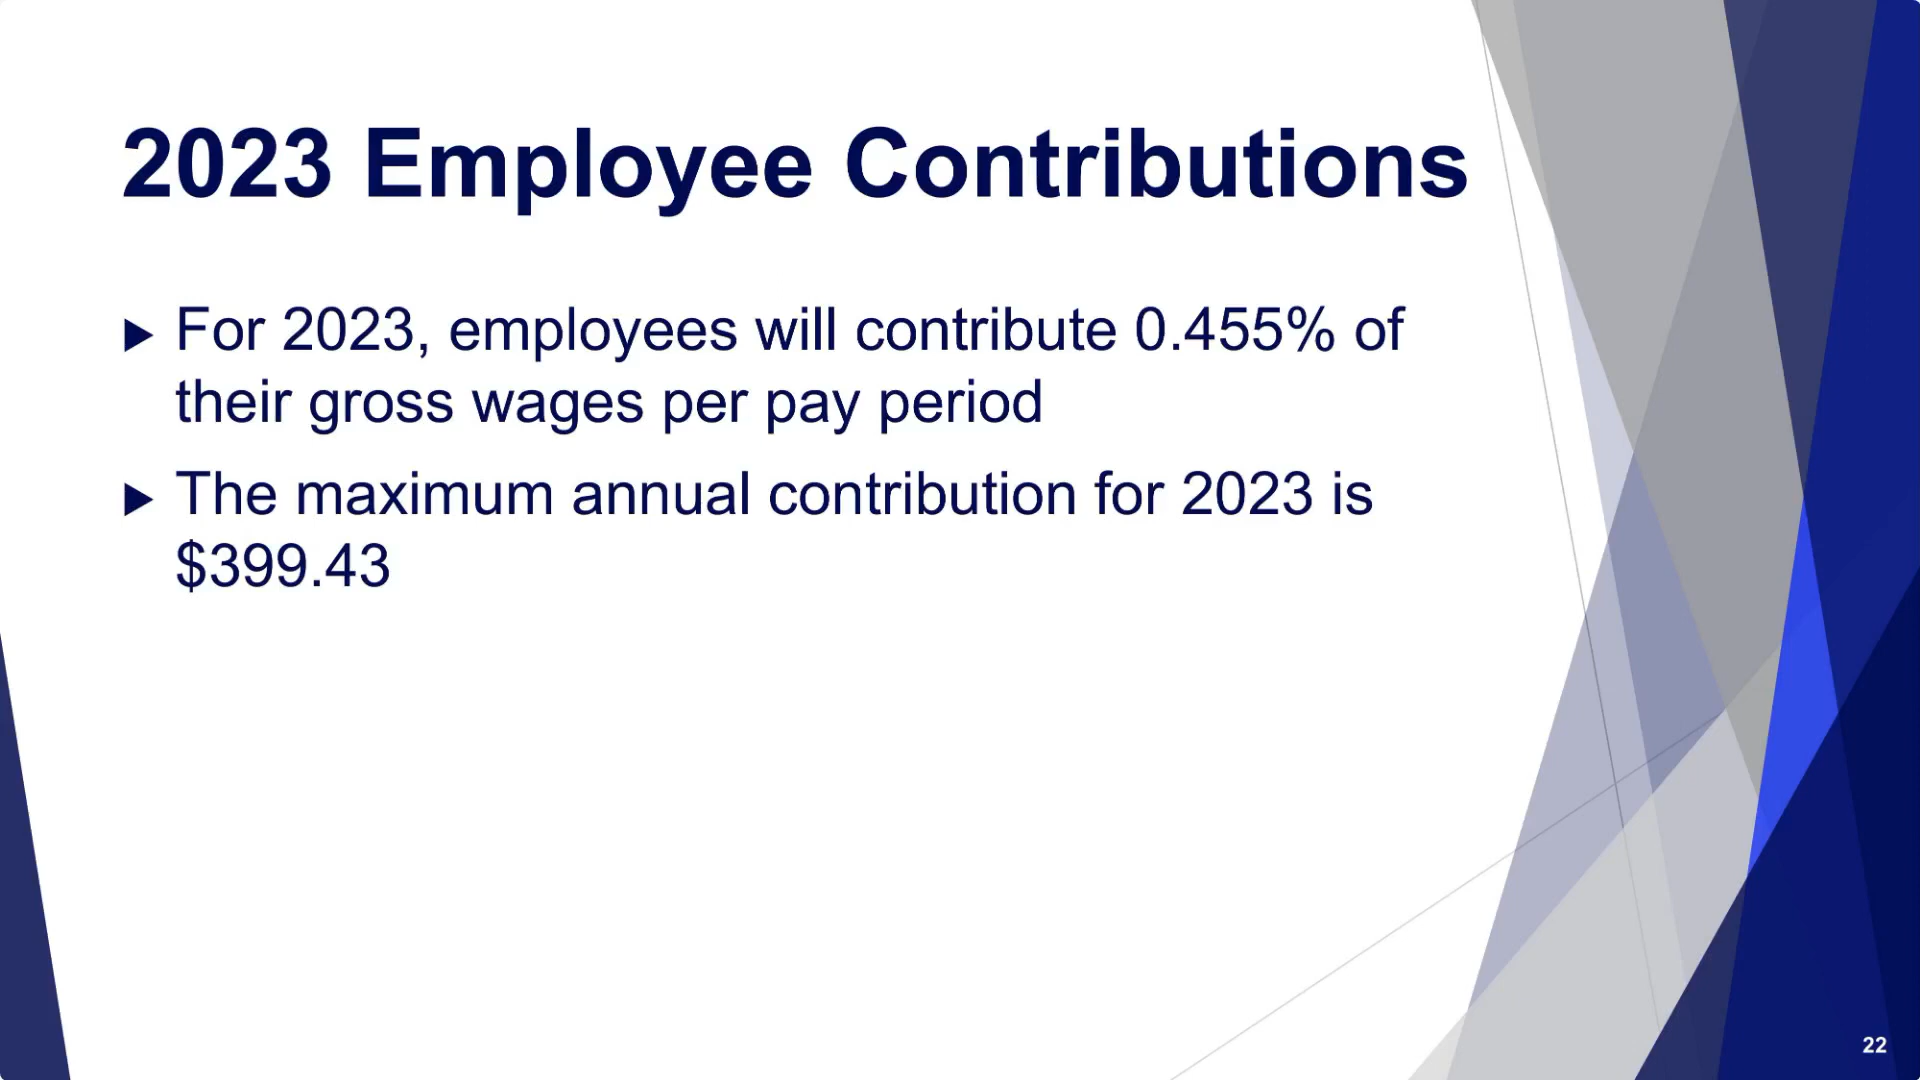 2023 Employee Contributions
For 2023, employees will contribute 0.455% of
their gross wages per pay period
The maximum annual contribution for 2023 is
$399.43
22